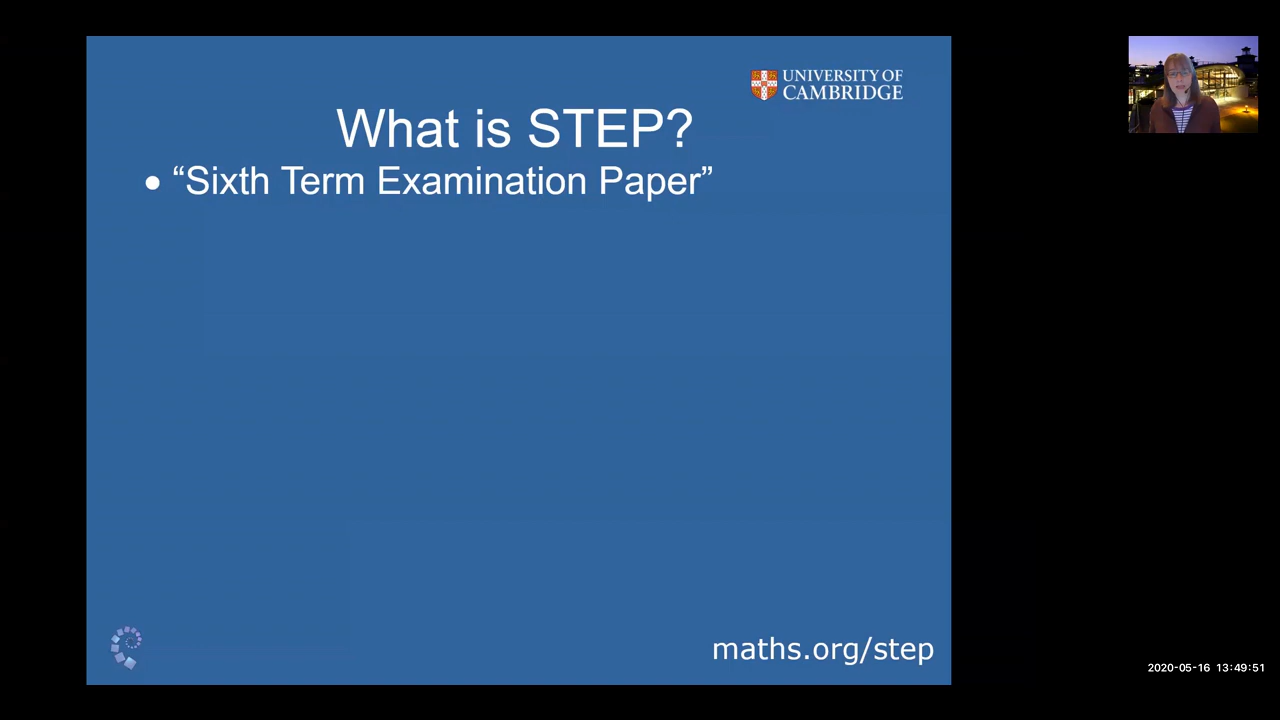 UNIVERSITY OF
CAMBRIDGE
What is STEP?
• “Sixth Term Examination Paper”
maths.org/step
2020-05-16 13:49:51